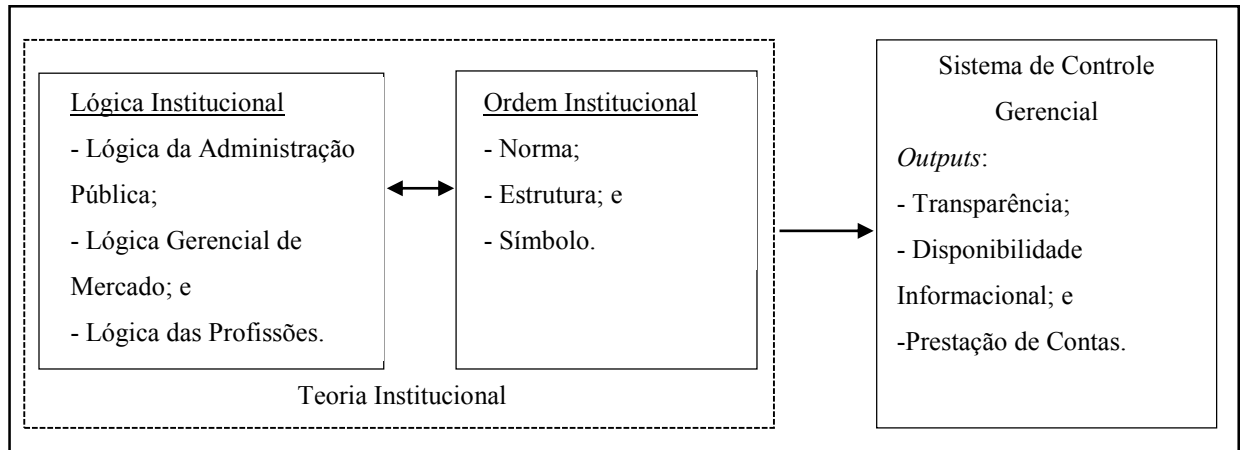 Lógica Institucional
- Lógica da Administração
Pública;
- Lógica Gerencial de
Mercado; e
- Lógica das Profissões.
Ordem Institucional
- Norma;
- Estrutura; e
- Símbolo.
Teoria Institucional
Sistema de Controle
Gerencial
Outputs:
- Transparência;
- Disponibilidade
Informacional; e
-Prestação de Contas.